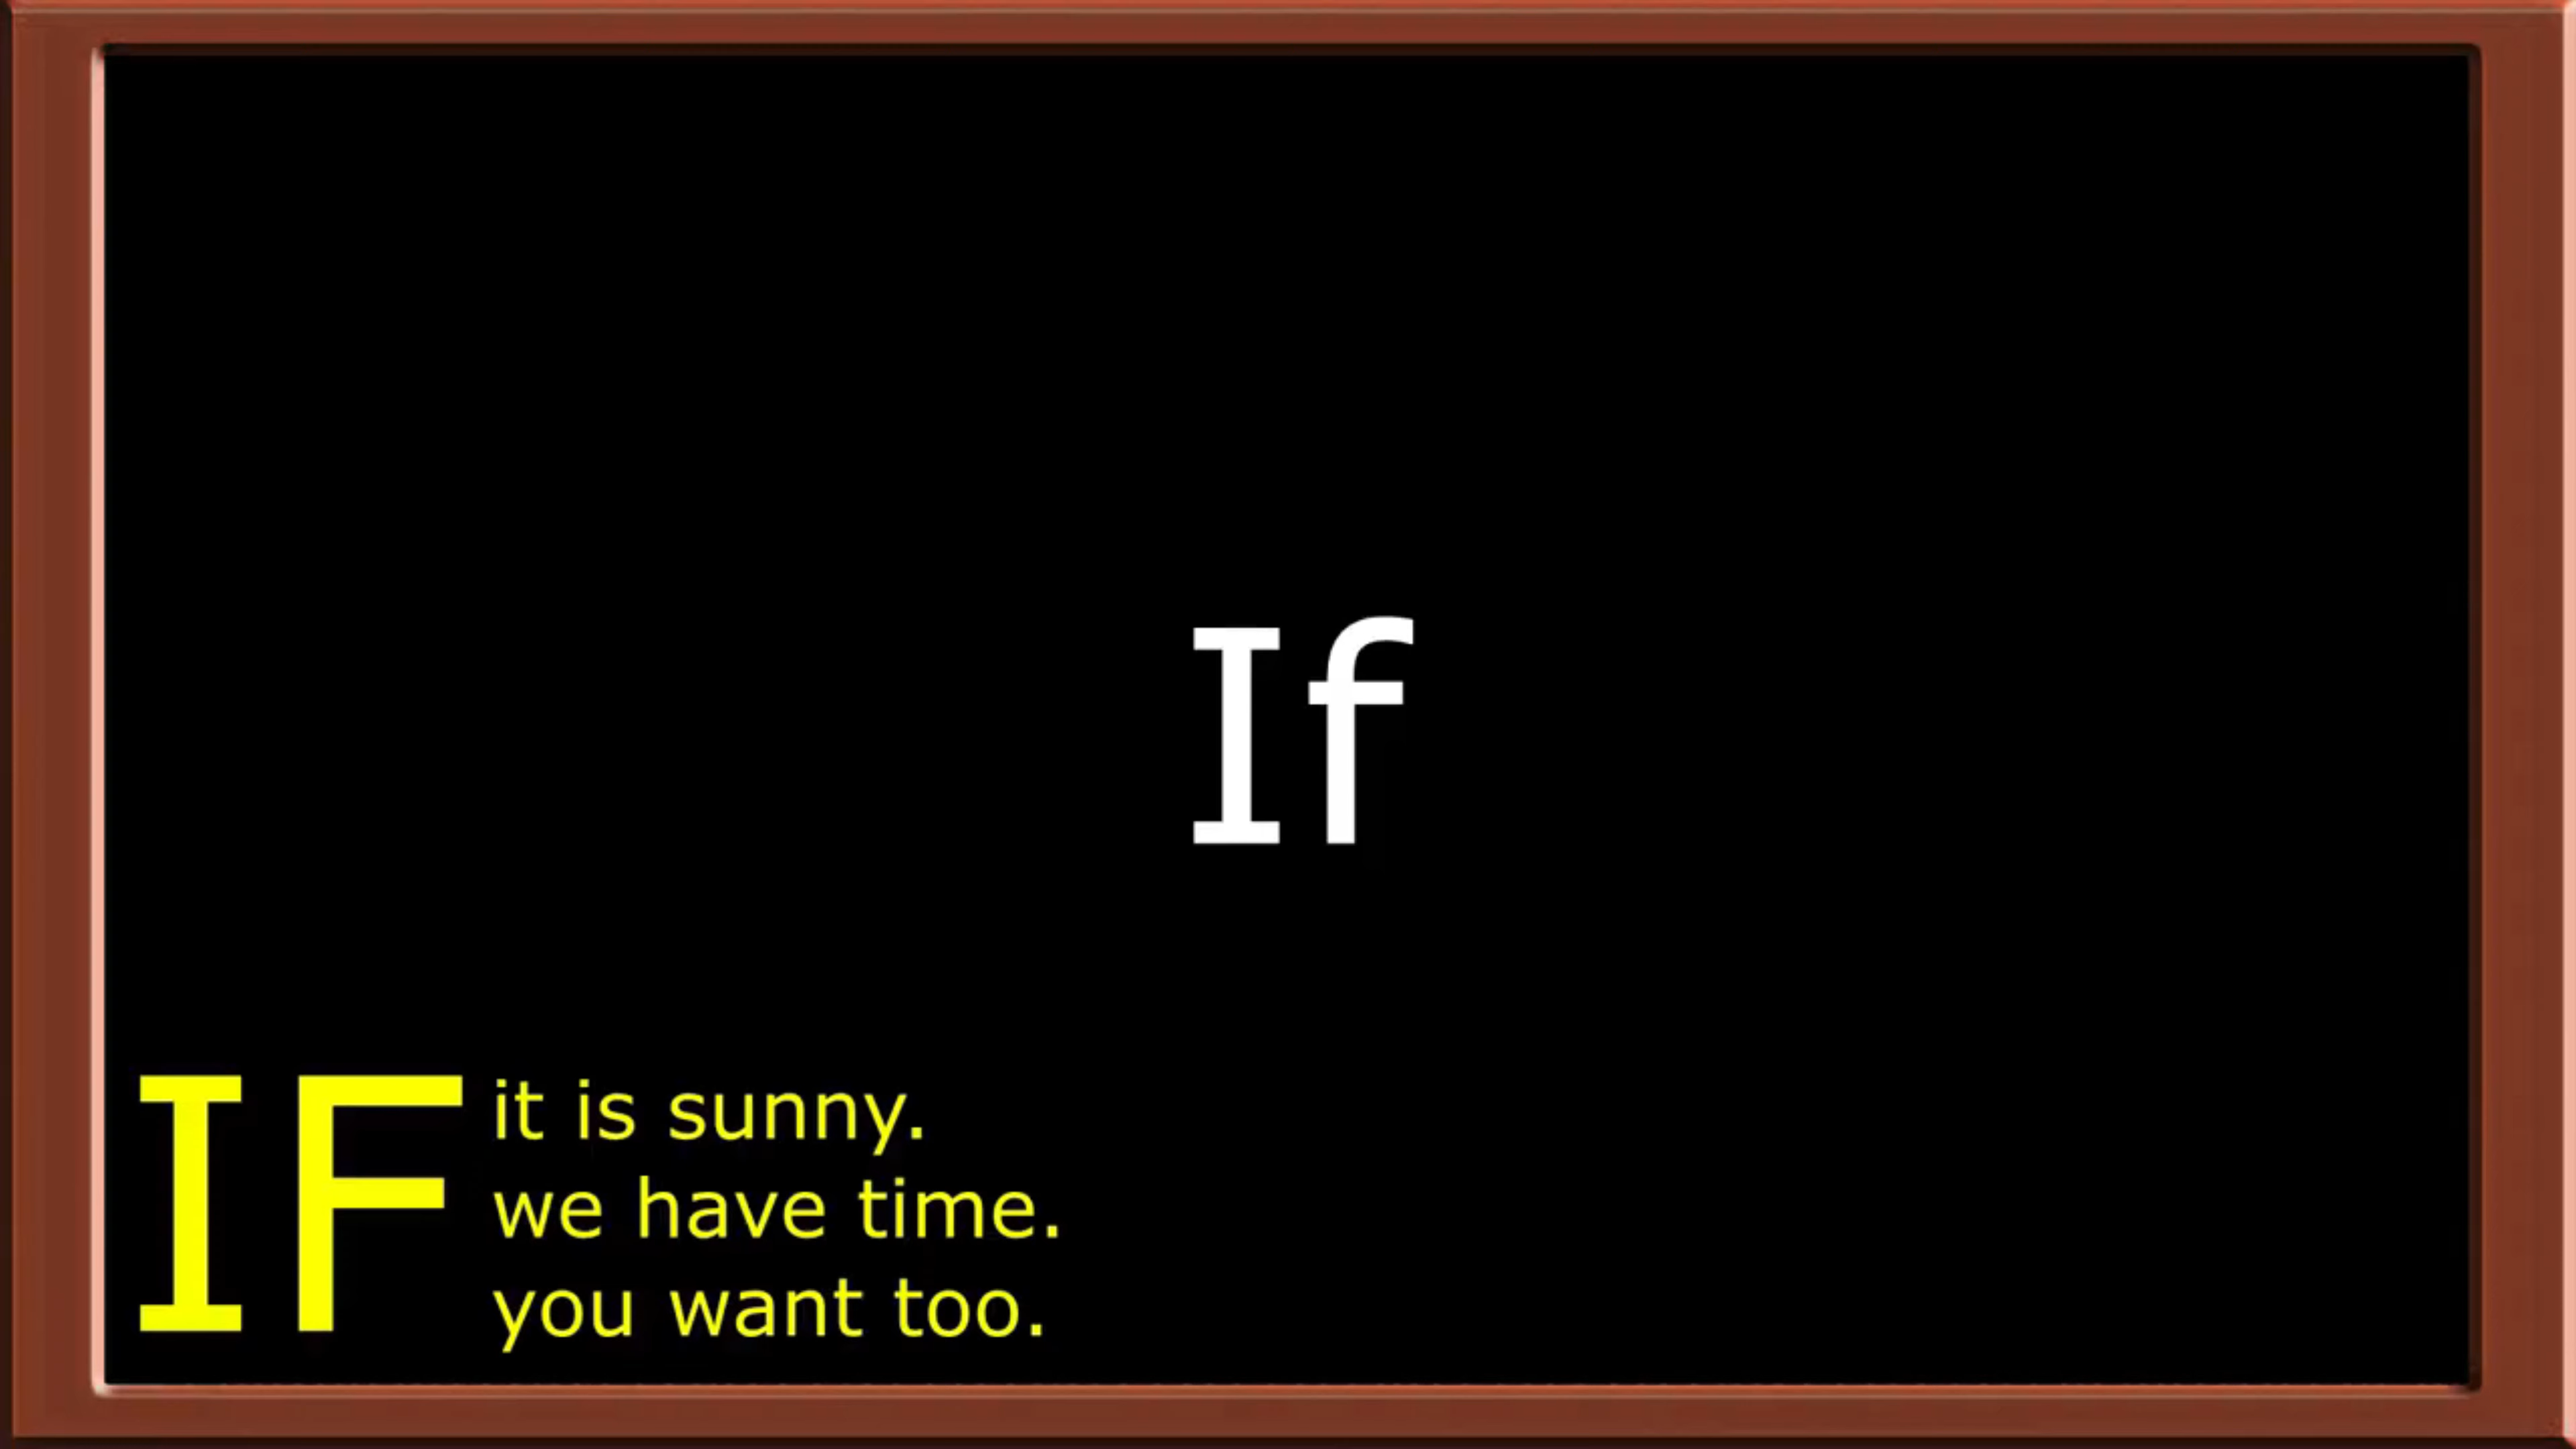 If
IF
it is sunny.
we have time.
you want too.